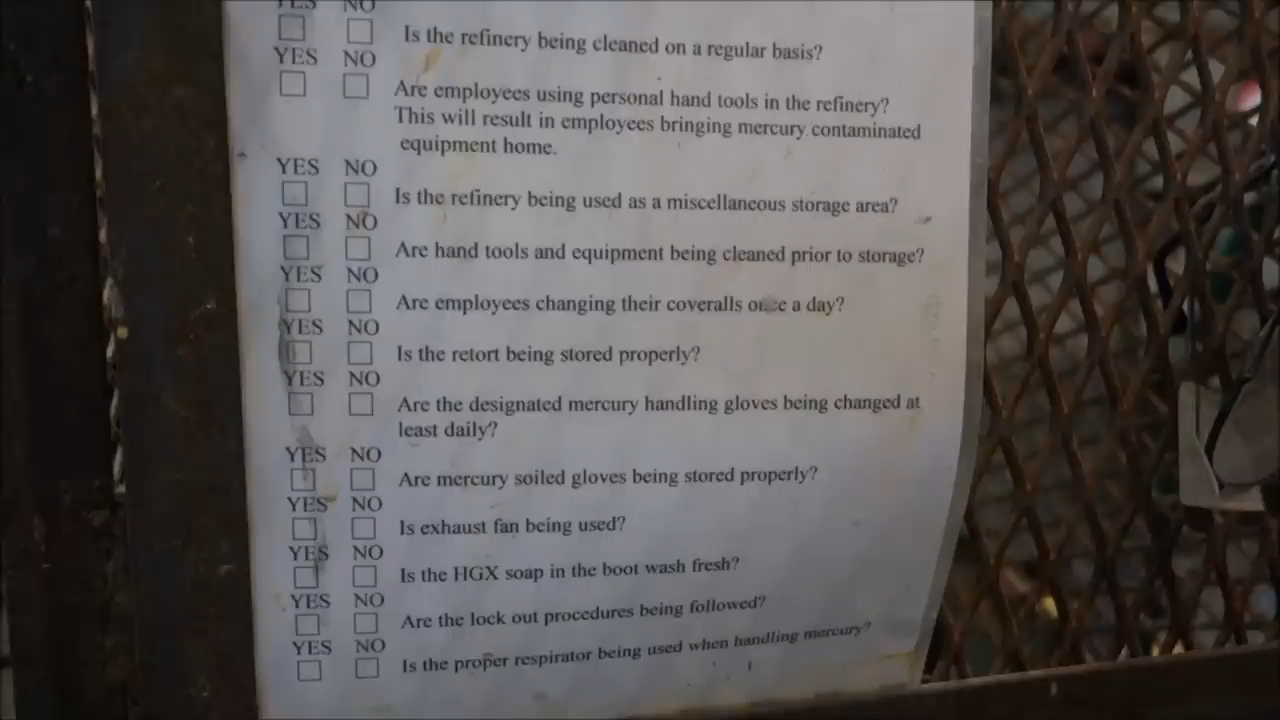 YES NO
Is the refinery being cleaned on a regular basis?
YES NO
Are employees using personal hand tools in the refinery?
This will result in employees bringing mercury contaminated
equipment home.
YES NO
Is the refinery being used as a miscellaneous storage area?
YES NO
Are hand tools and equipment being cleaned prior to storage?
YES NO
Are employees changing their coveralls once a day?
YES NO
Is the retort being stored properly?
YES NO
Are the designated mercury handling gloves being changed at
least daily?
YES NO
Are mercury soiled gloves being stored properly?
YES NO
Is exhaust fan being used?
YES NO
Is the HGX soap in the boot wash fresh?
YES NO
Are the lock out procedures being followed?
YES NO
Is the proper respirator being used when handling mercury?